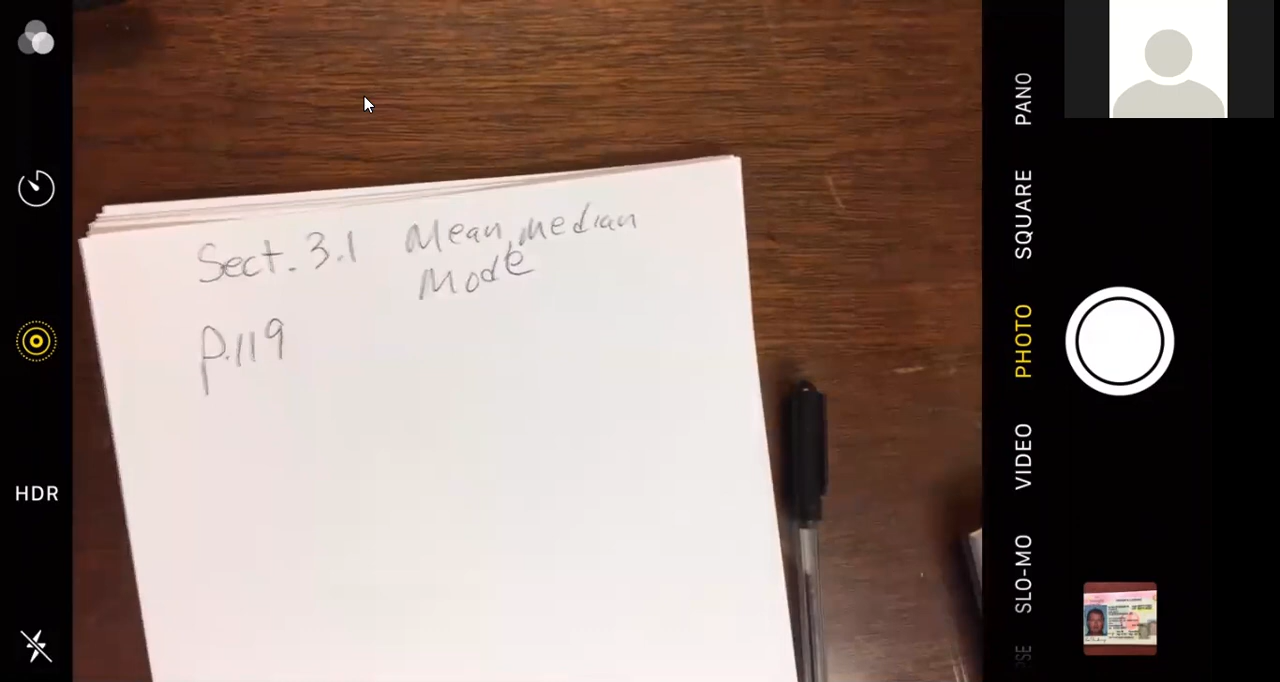 Sect. 3.1 Mean, median
Mode
p.119
HDR
PANO
SQUARE
PHOTO
VIDEO
SLO-MO